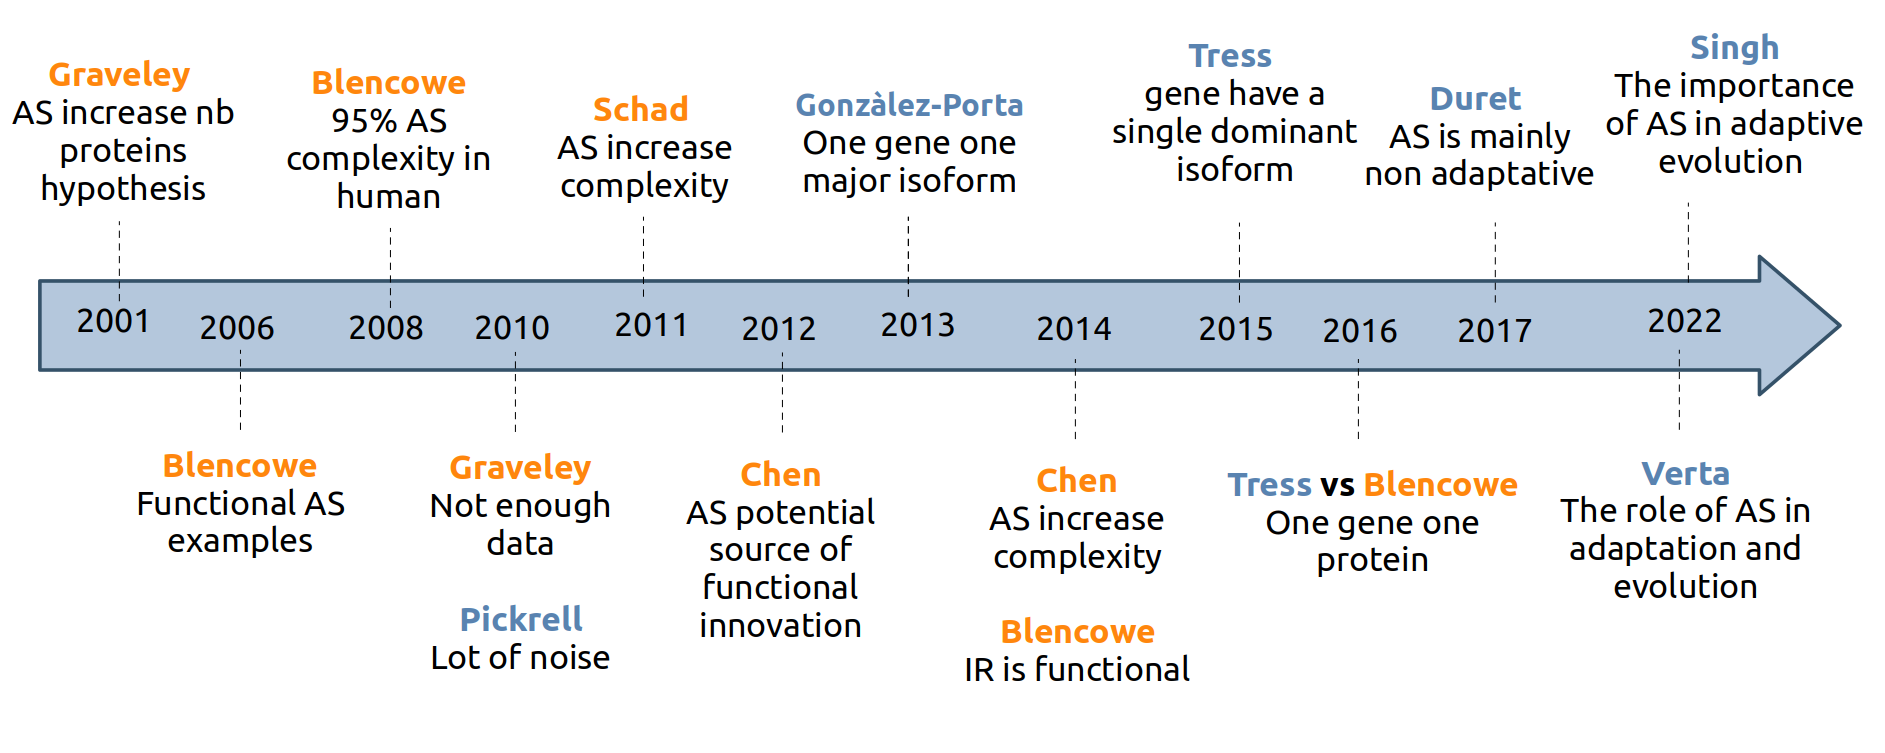 Graveley
AS increase nb
proteins
hypothesis
Blencowe
95% AS
complexity in
human
Schad
AS increase
complexity
Gonzàlez-Porta
One gene one
major isoform
Tress
gene have a
single dominant
isoform
Duret
AS is mainly
non adaptative
Singh
The importance
of AS in adaptive
evolution
2001
2006
2008
2010
2011
2012
2013
2014
2015
2016
2017
2022
Blencowe
Functional AS
examples
Graveley
Not enough
data
Pickrell
Lot of noise
Chen
AS potential
source of
functional
innovation
Chen
AS increase
complexity
Blencowe
IR is functional
Tress vs Blencowe
One gene one
protein
Verta
The role of AS in
adaptation and
evolution